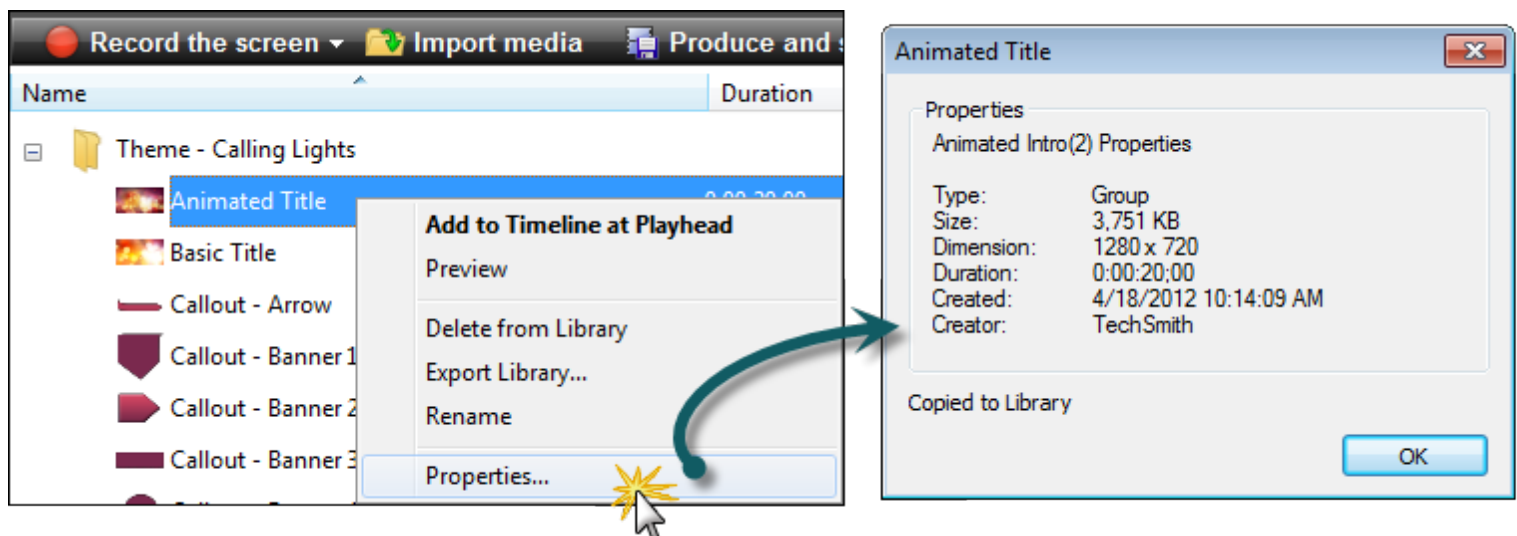 Record the screen Import media Produce and
Name Duration
Theme - Calling Lights
Animated Title
Basic Title
Callout - Arrow
Callout - Banner 1
Callout - Banner 2
Callout - Banner 3
Add to Timeline at Playhead
Preview
Delete from Library
Export Library...
Rename
Properties...
Animated Title
Properties
Animated Intro(2) Properties
Type: Group
Size: 3,751 KB
Dimension: 1280 x 720
Duration: 0:00:20;00
Created: 4/18/2012 10:14:09 AM
Creator: TechSmith
Copied to Library
OK